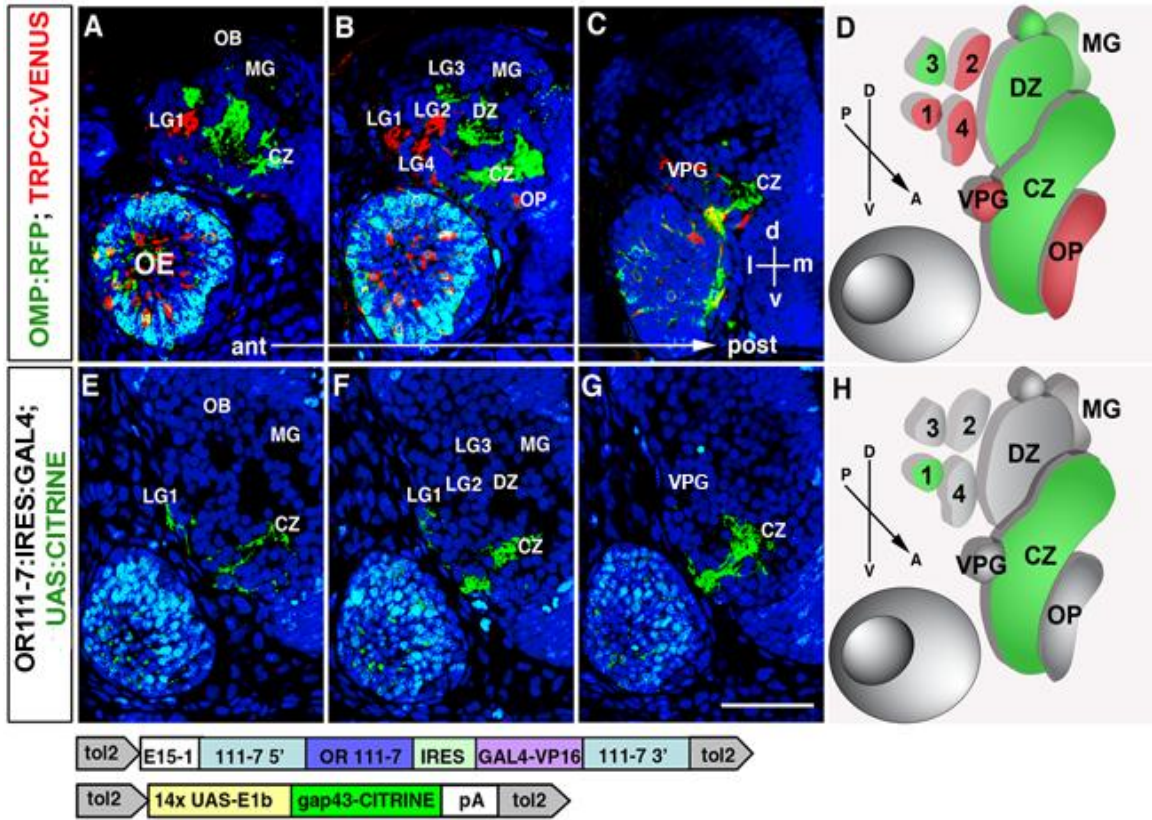 OMP:RFP; TRPC2:VENUS
A
OB
MG
LG1
CZ
OE
ant
B
LG3
MG
LG2
DZ
LG1
LG4
CZ
OP
C
VPG
CZ
d
l
m
v
post
D
MG
3
2
DZ
D
P
1
4
A
VPG
CZ
V
OP
OR111-7:IRES:GAL4;
UAS:CITRINE
E
OB
MG
LG1
CZ
F
LG3
MG
LG2
DZ
LG1
CZ
G
VPG
CZ
H
MG
3
2
DZ
D
P
1
4
A
VPG
CZ
V
OP
tol2 E15-1 111-7 5' OR 111-7 IRES GAL4-VP16 111-7 3' tol2
tol2 14x UAS-E1b gap43-CITRINE pA tol2